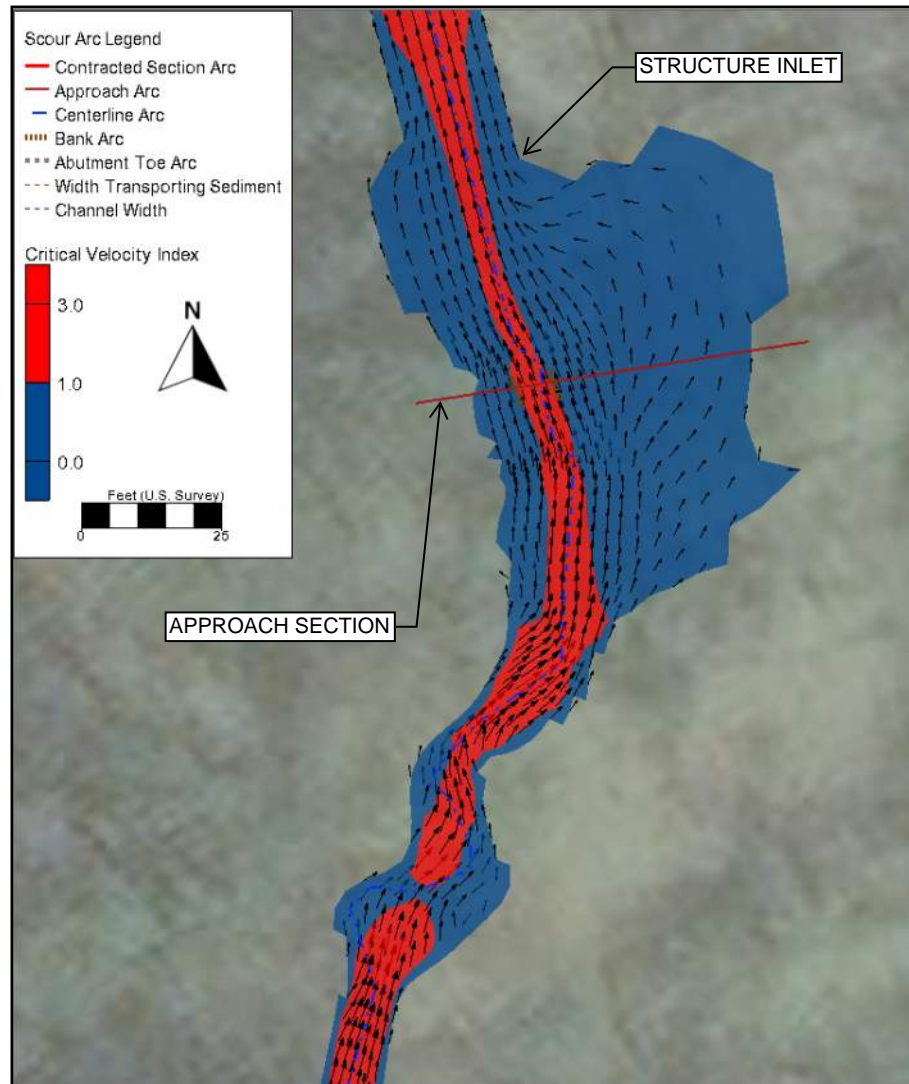 Scour Arc Legend
Contracted Section Arc
Approach Arc
Centerline Arc
Bank Arc
Abutment Toe Arc
Width Transporting Sediment
Channel Width
Critical Velocity Index
3.0
1.0
0.0
N
Feet (U.S. Survey)
0
25
STRUCTURE INLET
APPROACH SECTION